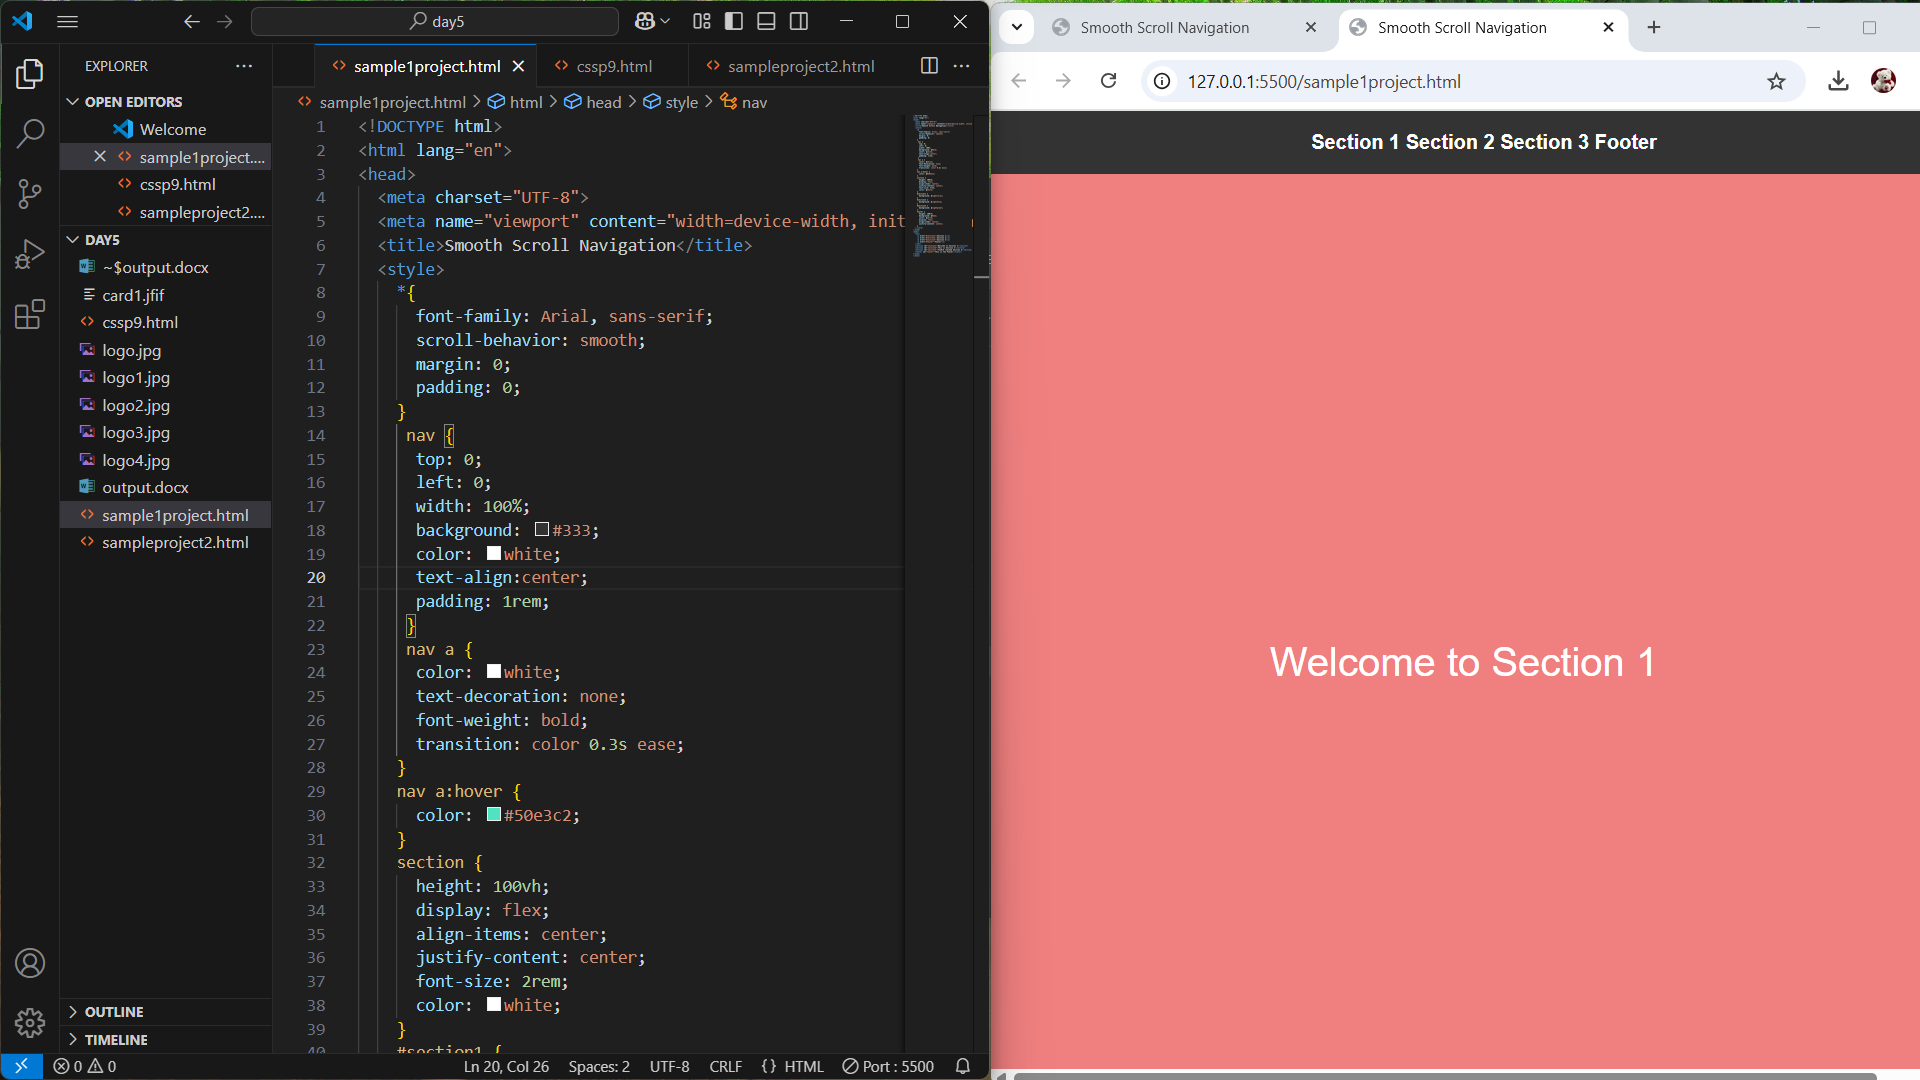 day5
EXPLORER
OPEN EDITORS
Welcome
sample1project....
cssp9.html
sampleproject2....
DAY5
~$output.docx
card1.jfif
cssp9.html
logo.jpg
logo1.jpg
logo2.jpg
logo3.jpg
logo4.jpg
output.docx
sample1project.html
sampleproject2.html
OUTLINE
TIMELINE
sample1project.html
cssp9.html
sampleproject2.html
sample1project.html > html > head > style > nav
1 <!DOCTYPE html>
2 <html lang="en">
3 <head>
4 <meta charset="UTF-8">
5 <meta name="viewport" content="width=device-width, init
6 <title>Smooth Scroll Navigation</title>
7 <style>
8 *{
9 font-family: Arial, sans-serif;
10 scroll-behavior: smooth;
11 margin: 0;
12 padding: 0;
13 }
14 nav {
15 top: 0;
16 left: 0;
17 width: 100%;
18 background: #333;
19 color: white;
20 text-align:center;
21 padding: 1rem;
22 }
23 nav a {
24 color: white;
25 text-decoration: none;
26 font-weight: bold;
27 transition: color 0.3s ease;
28 }
29 nav a:hover {
30 color: #50e3c2;
31 }
32 section {
33 height: 100vh;
34 display: flex;
35 align-items: center;
36 justify-content: center;
37 font-size: 2rem;
38 color: white;
39 }
40 #section1 {
0 0
Ln 20, Col 26 Spaces: 2 UTF-8 CRLF {} HTML Port : 5500
Smooth Scroll Navigation
Smooth Scroll Navigation
127.0.0.1:5500/sample1project.html
Section 1 Section 2 Section 3 Footer
Welcome to Section 1